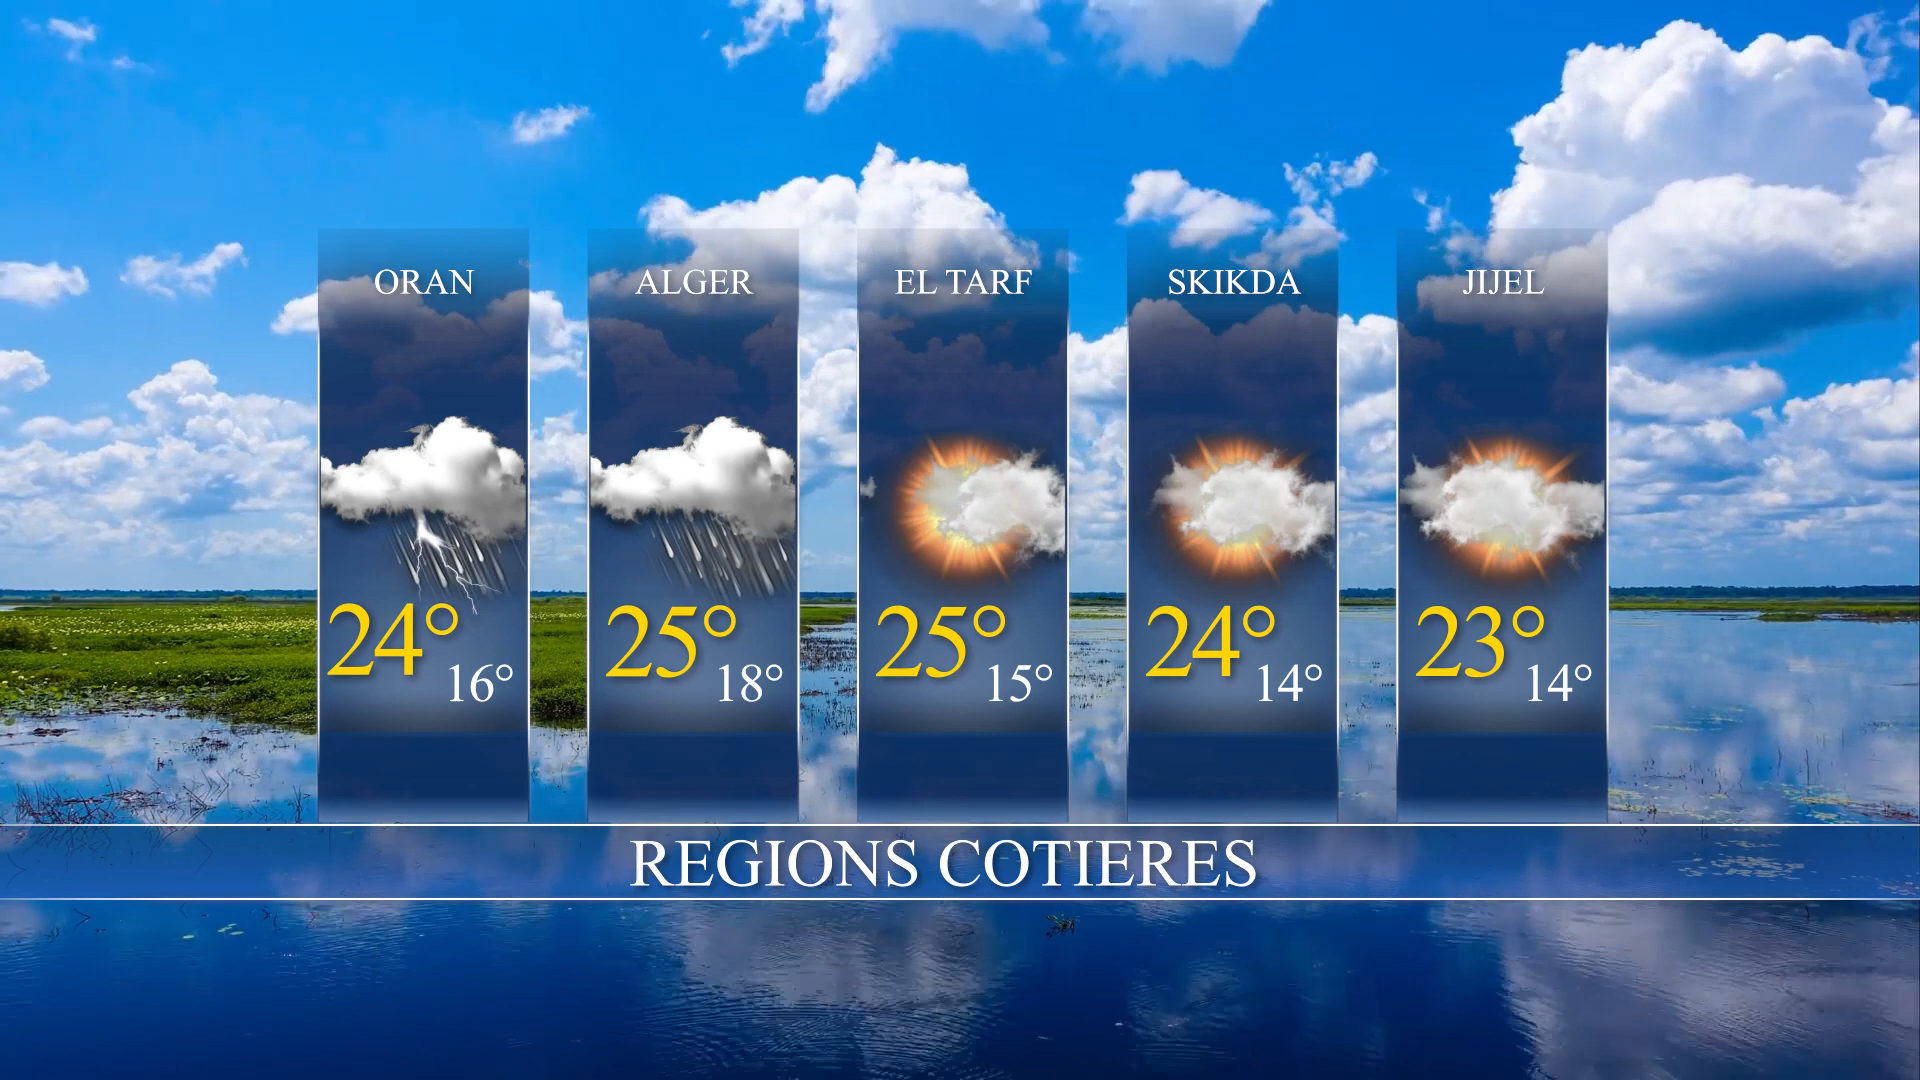 ORAN
24°
16°
ALGER
25°
18°
EL TARF
25°
15°
SKIKDA
24°
14°
JIJEL
23°
14°
REGIONS COTIERES